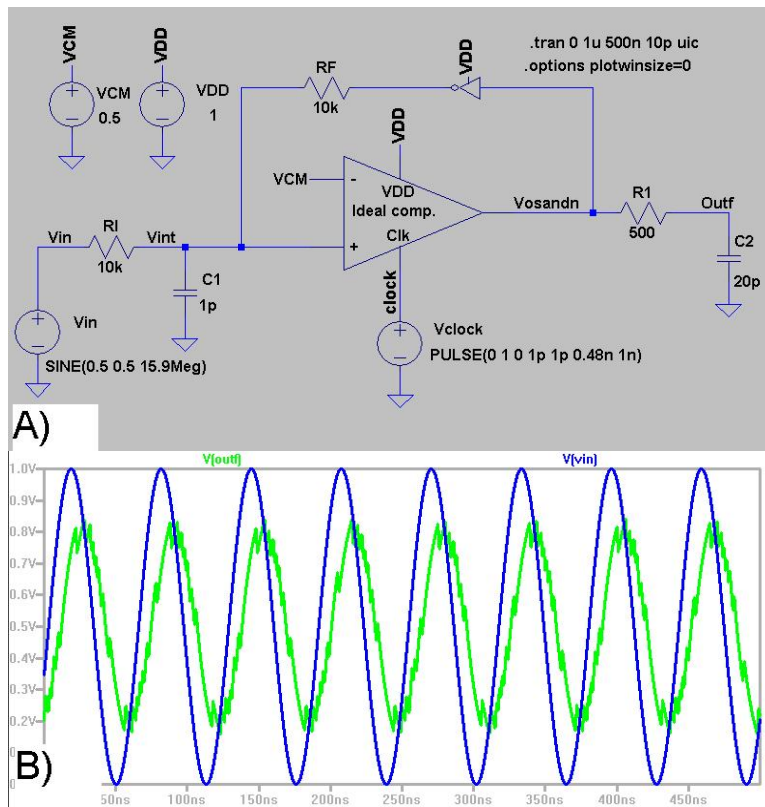 VCM
VDD
VCM
0.5
VDD
1
.tran 0 1u 500n 10p uic
.options plotwinsize=0
RF
10k
VDD
VDD
VCM
-
VDD
Ideal comp.
+
Clk
Vosandn
R1
500
Outf
C2
20p
Vin
RI
10k
Vint
C1
1p
clock
Vin
SINE(0.5 0.5 15.9Meg)
Vclock
PULSE(0 1 0 1p 1p 0.48n 1n)
A)
V(outf)
V(vin)
1.0V
0.9V
0.8V
0.7V
0.6V
0.5V
0.4V
0.3V
0.2V
B)
50ns
100ns
150ns
200ns
250ns
300ns
350ns
400ns
450ns